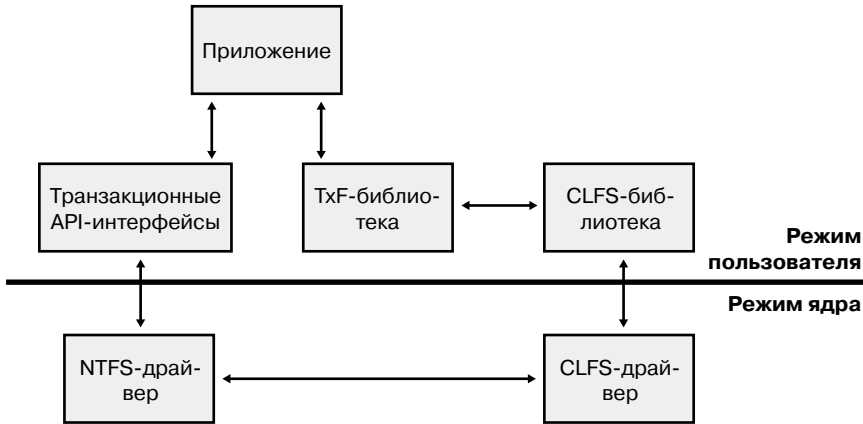 Приложение
Транзакционные
API-интерфейсы
TxF-библио-
тека
CLFS-биб-
лиотека
Режим
пользователя
Режим ядра
NTFS-драй-
вер
CLFS-драй-
вер